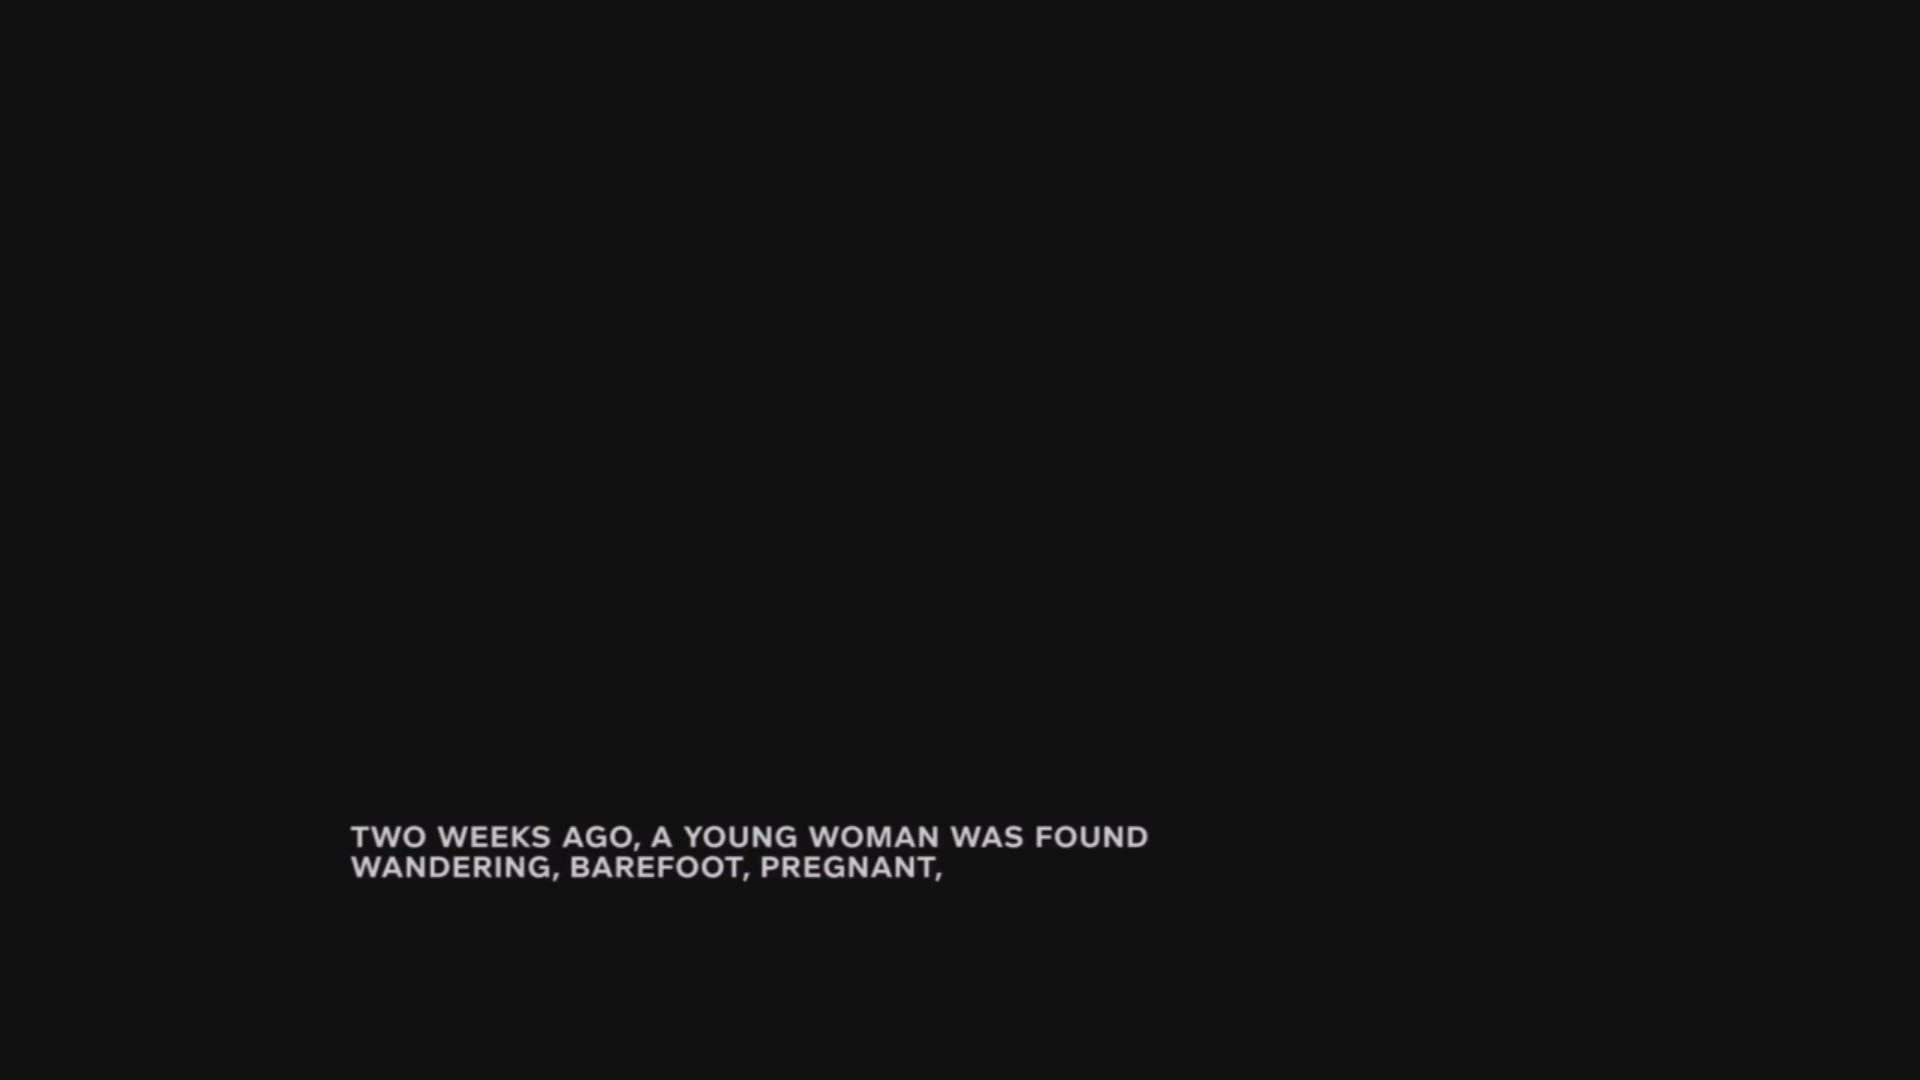 TWO WEEKS AGO, A YOUNG WOMAN WAS FOUND
WANDERING, BAREFOOT, PREGNANT,